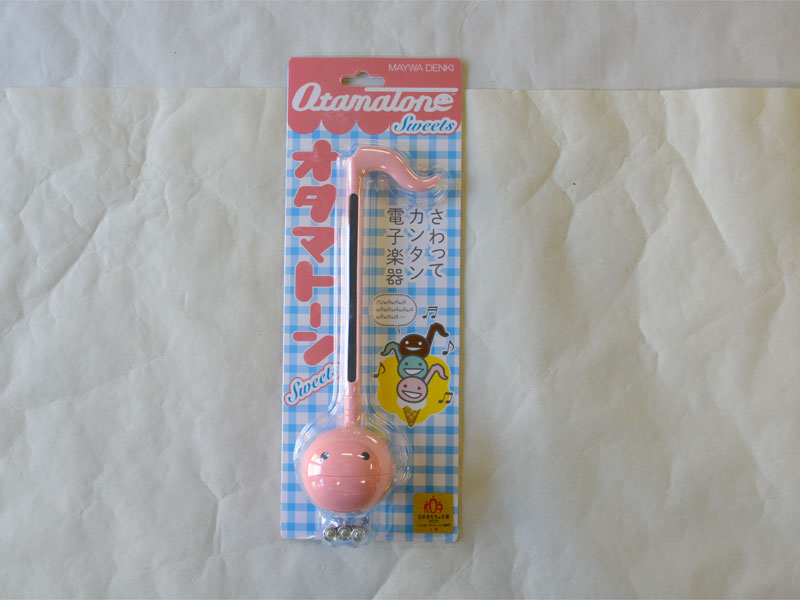 MAYWA DENKI
Otamatone
Sweets
オタマトーン
Sweets
さわって
カンタン
電子楽器